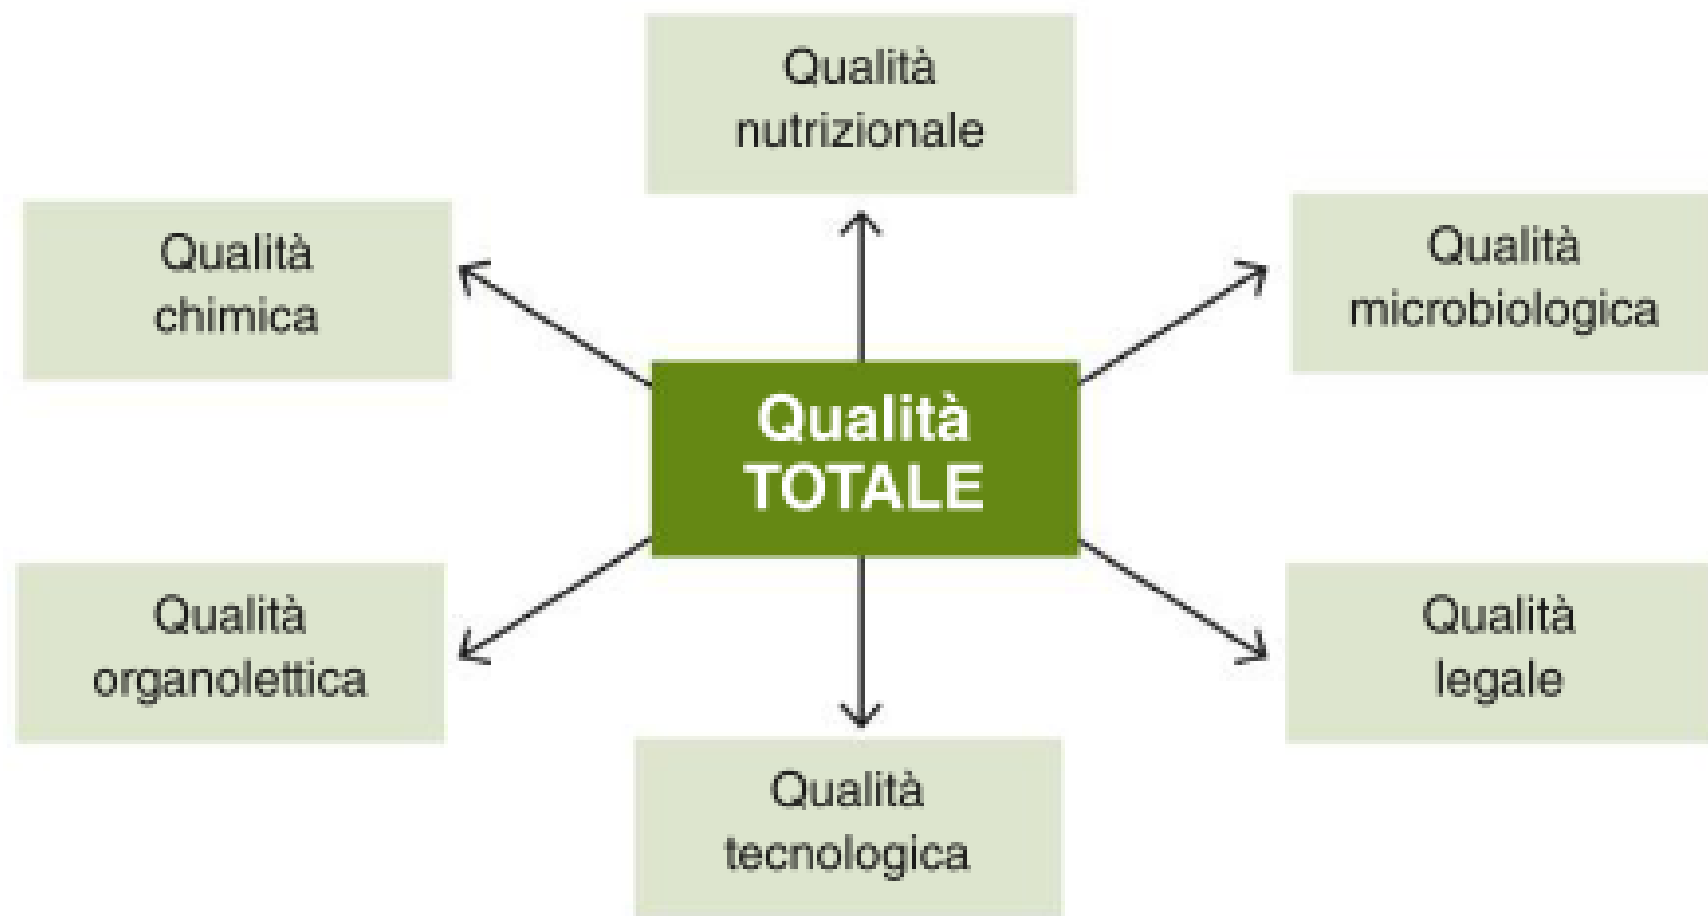 Qualità
nutrizionale
Qualità
chimica
Qualità
microbiologica
Qualità
TOTALE
Qualità
organolettica
Qualità
legale
Qualità
tecnologica